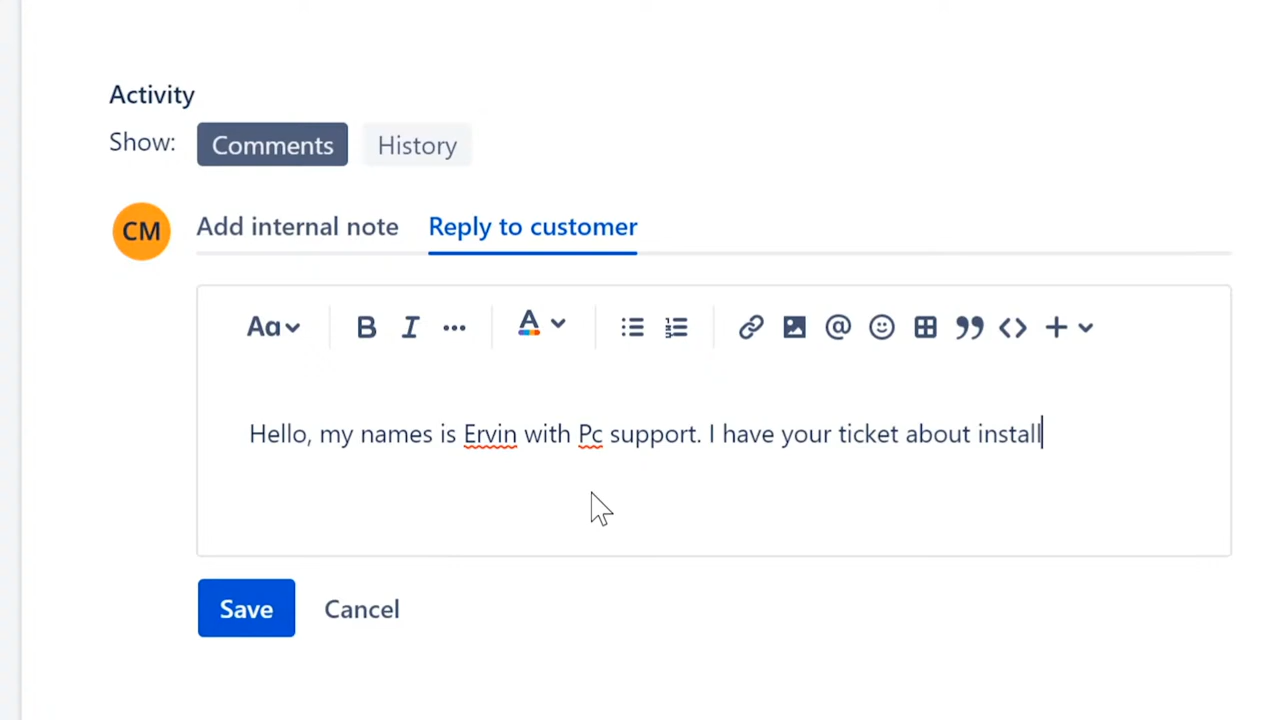 Activity
Show: Comments History
CM Add internal note Reply to customer
Aa B I ... A @
Hello, my names is Ervin with Pc support. I have your ticket about install
Save Cancel